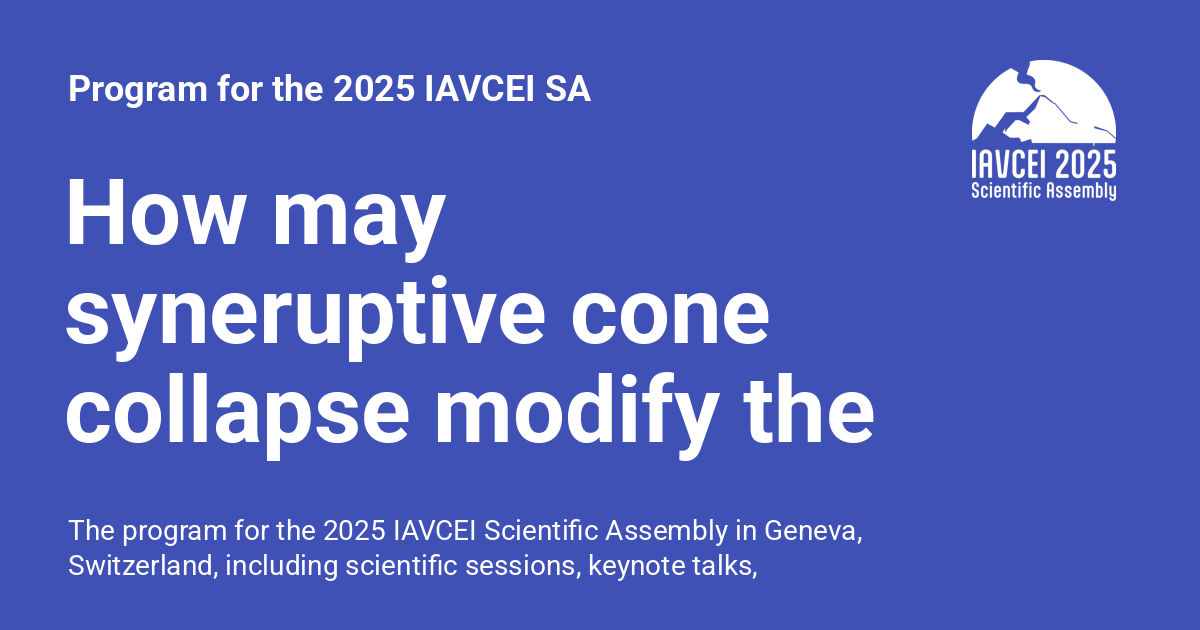 Program for the 2025 IAVCEI SA
IAVCEI 2025
Scientific Assembly
How may
syneruptive cone
collapse modify the
The program for the 2025 IAVCEI Scientific Assembly in Geneva,
Switzerland, including scientific sessions, keynote talks,